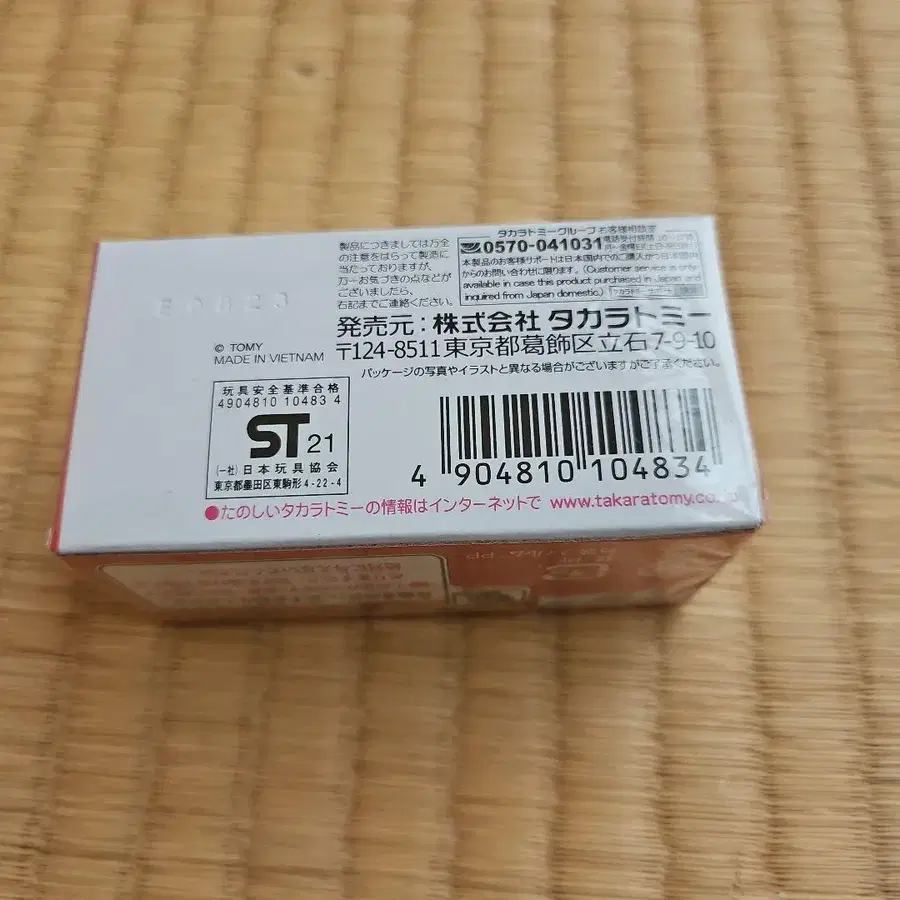 製品につきましては万全
の注意をはらって製造に
当たっておりますが、
万一お気づきの点などが
ございましたら、
右記までご連絡ください。
タカラトミーグループ お客様相談室
0570-041031
本製品のお客様サポートは日本国内でのご購入かつ日本国内
からのお問い合わせに限ります。(Customer service is only
available in case this product purchased in Japan and
inquired from Japan domestic.)
発売元：株式会社 タカラトミー
〒124-8511 東京都葛飾区立石7-9-10
パッケージの写真やイラストと異なる場合がございますがご了承ください。
© TOMY
MADE IN VIETNAM
玩具安全基準合格
4904810 10483 4
ST 21
(一社) 日本玩具協会
東京都墨田区東駒形4-22-4
4 904810 104834
●たのしいタカラトミーの情報はインターネットで www.takaratomy.co